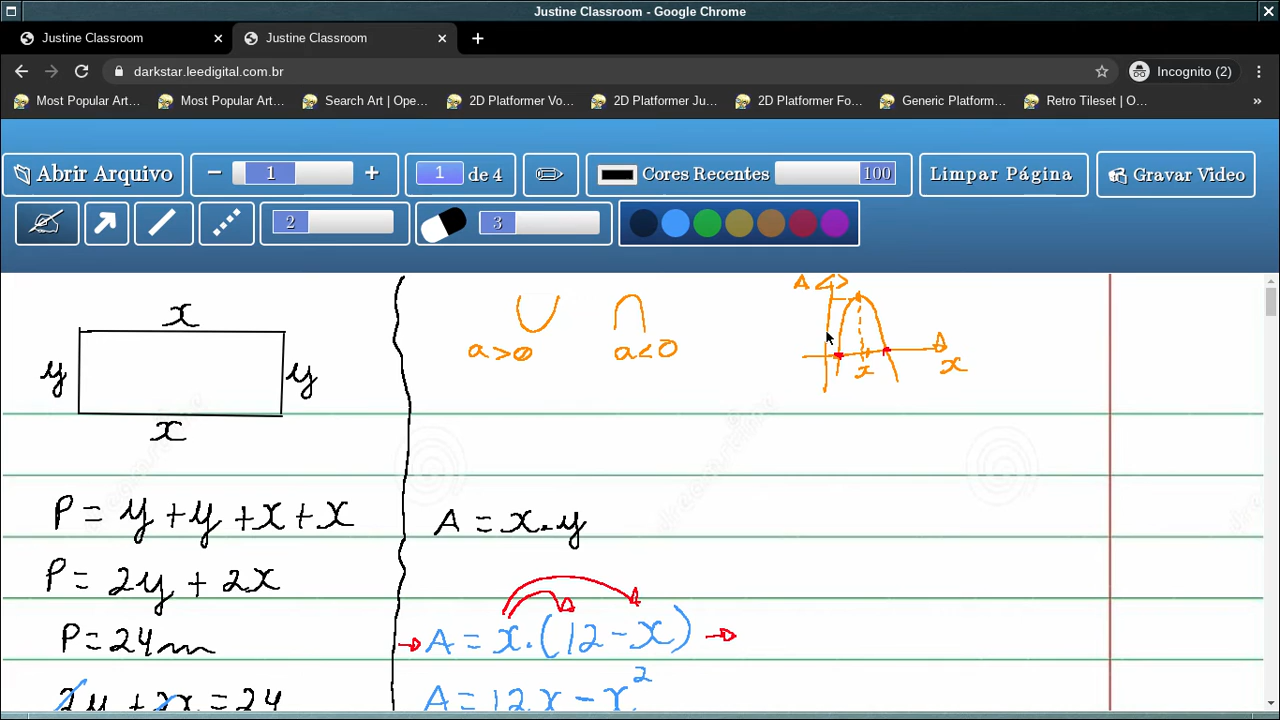 Justine Classroom - Google Chrome
Justine Classroom
Justine Classroom
darkstar.leedigital.com.br
Incognito (2)
Most Popular Art...
Most Popular Art...
Search Art | Ope...
2D Platformer Vo...
2D Platformer Ju...
2D Platformer Fo...
Generic Platform...
Retro Tileset | O...
»
Abrir Arquivo
− 1 +
1 de 4
Cores Recentes 100
Limpar Página
Gravar Video
2
3
x
y
y
x
a>0
a<0
A
x
x
P = y + y + x + x
P = 2y + 2x
P = 24m
2y + 2x = 24
A = x.y
A = x.(12 - x)
A = 12x - x²